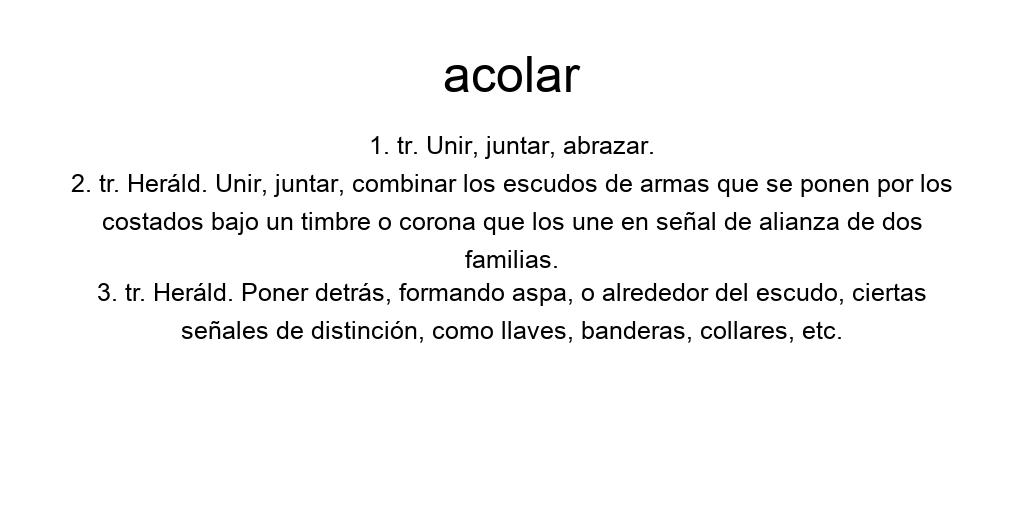 acolar
1. tr. Unir, juntar, abrazar.
2. tr. Heráld. Unir, juntar, combinar los escudos de armas que se ponen por los
costados bajo un timbre o corona que los une en señal de alianza de dos
familias.
3. tr. Heráld. Poner detrás, formando aspa, o alrededor del escudo, ciertas
señales de distinción, como llaves, banderas, collares, etc.